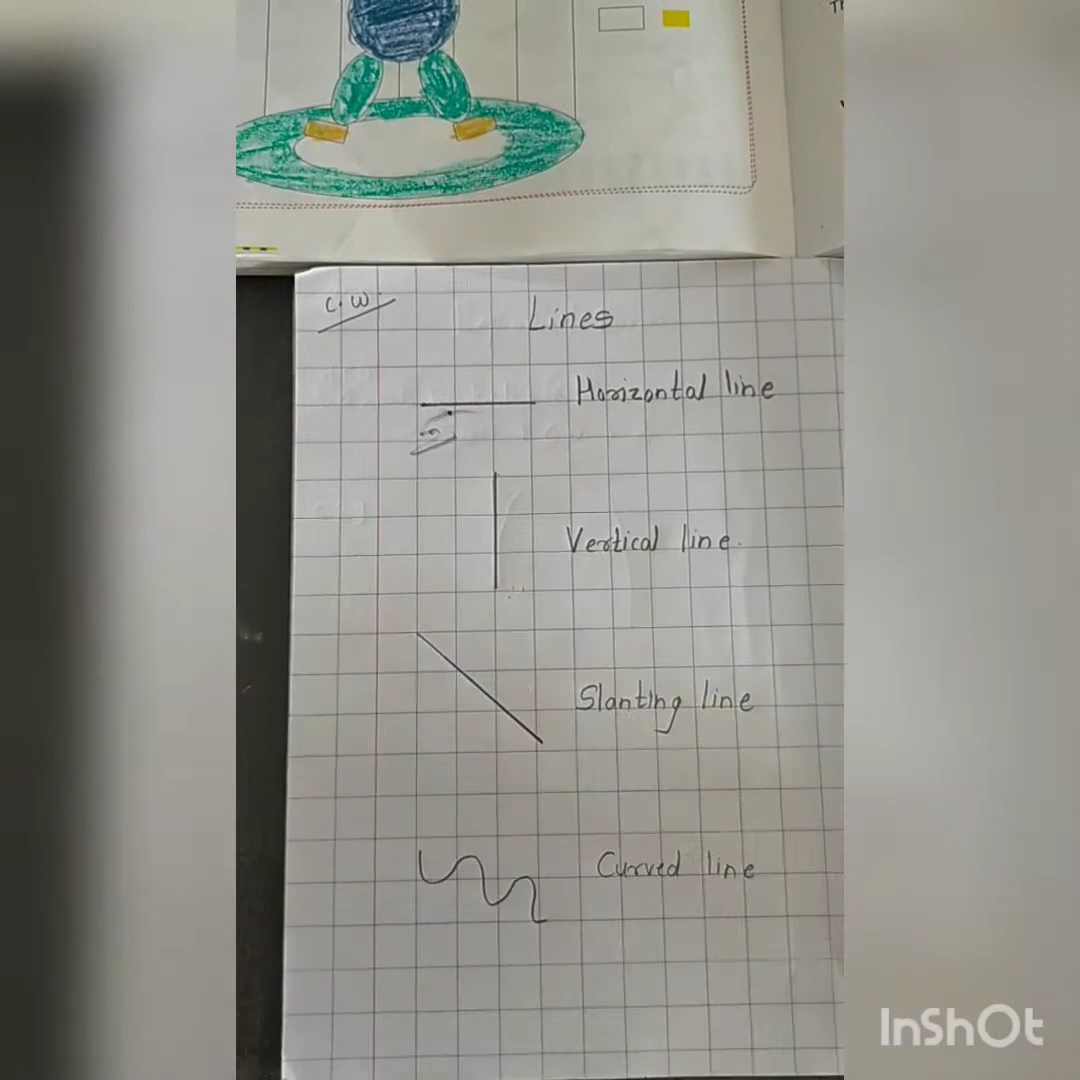 C.W.
Lines
Horizontal line
Vertical line.
Slanting line
Curved line
InShOt